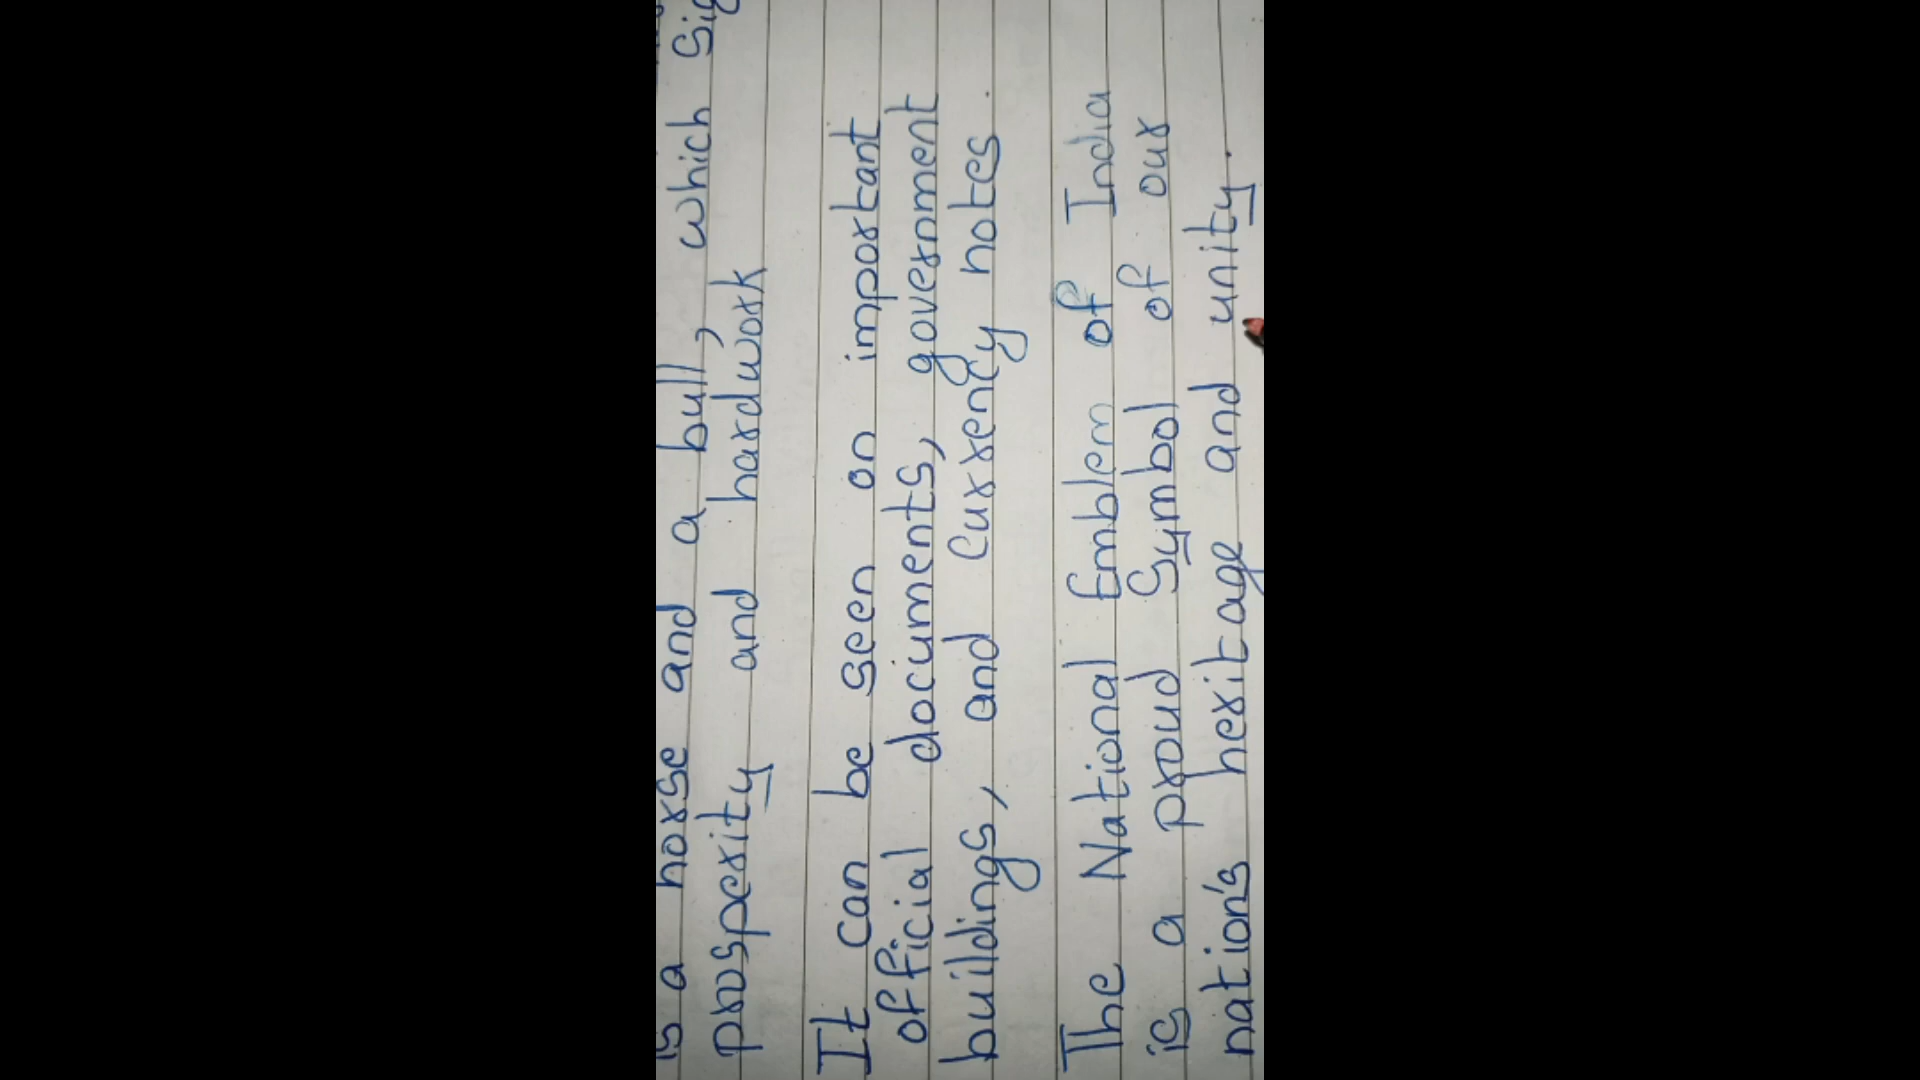 is a horse and a bull, which
prosperity and hardwork
It can be seen on important
official documents, government
buildings, and currency notes.
The National Emblem of India
is a proud Symbol of our
nation's heritage and unity.